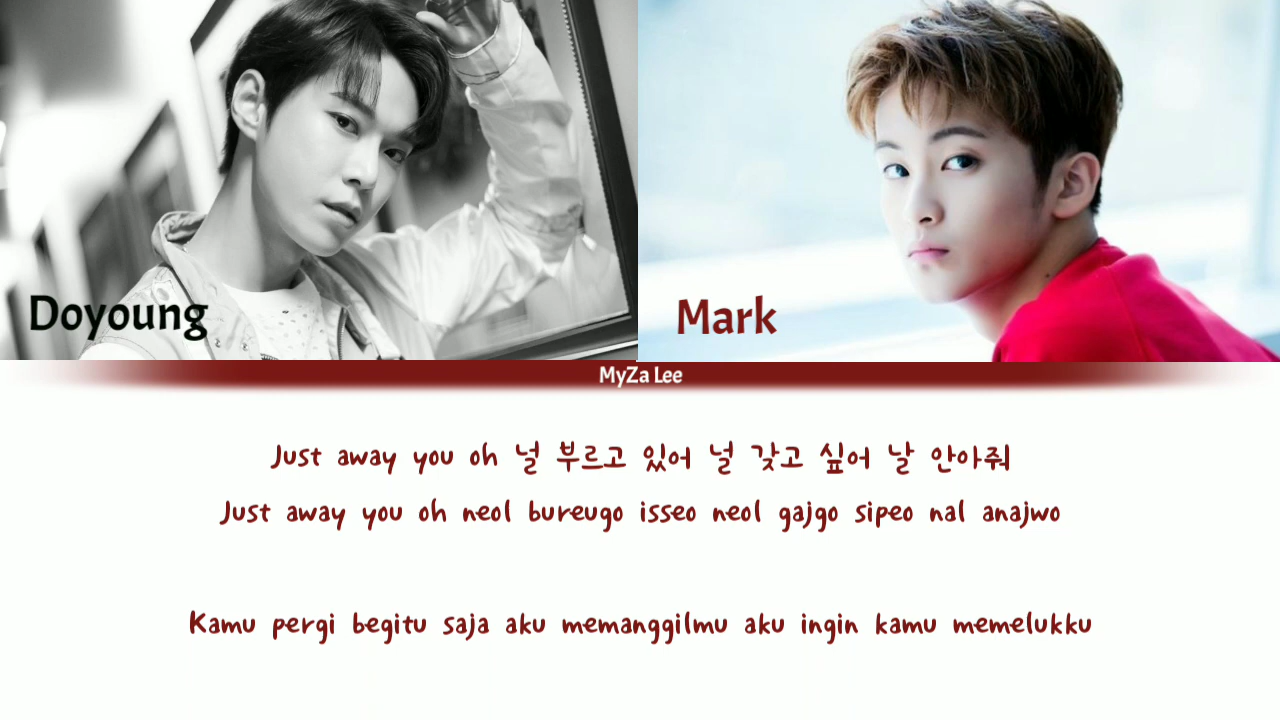 Doyoung
Mark
MyZa Lee
Just away you oh 널 부르고 있어 널 갖고 싶어 날 안아줘
Just away you oh neol bureugo isseo neol gajgo sipeo nal anajwo
Kamu pergi begitu saja aku memanggilmu aku ingin kamu memelukku